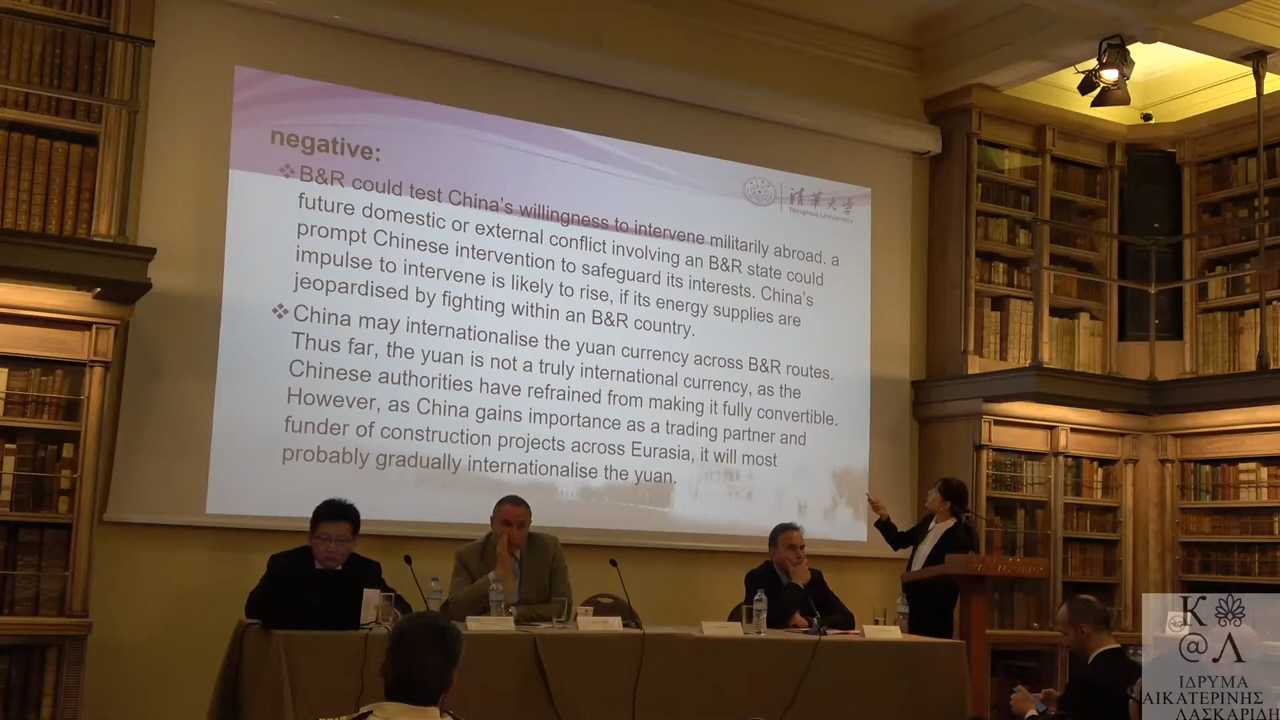 negative:
清華大学
Tsinghua University
❖B&R could test China's willingness to intervene militarily abroad. a
future domestic or external conflict involving an B&R state could
prompt Chinese intervention to safeguard its interests. China's
impulse to intervene is likely to rise, if its energy supplies are
jeopardised by fighting within an B&R country.
❖ China may internationalise the yuan currency across B&R routes.
Thus far, the yuan is not a truly international currency, as the
Chinese authorities have refrained from making it fully convertible.
However, as China gains importance as a trading partner and
funder of construction projects across Eurasia, it will most
probably gradually internationalise the yuan.
Κ
@Λ
ΙΔΡΥΜΑ
ΑΙΚΑΤΕΡΙΝΗΣ
ΛΑΣΚΑΡΙΔΗ